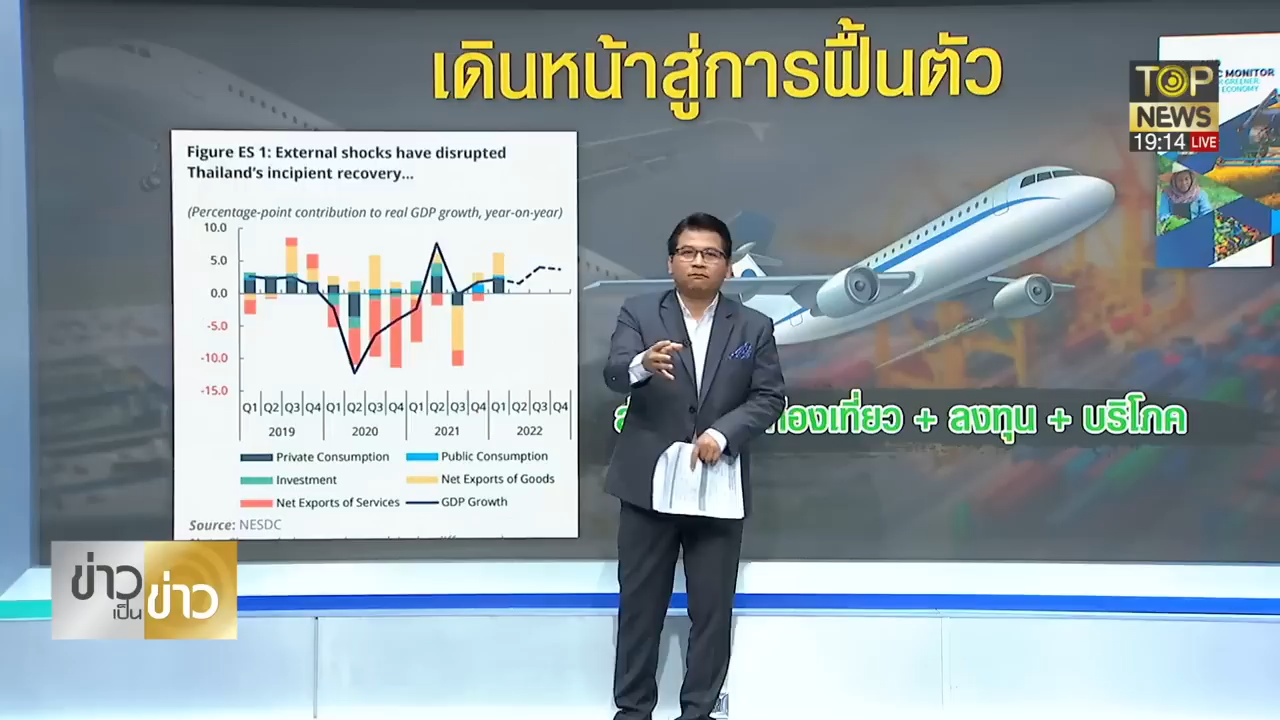 เดินหน้าสู่การฟื้นตัว
MONITOR
GREENER
ECONOMY
TOP
NEWS
19:14 LIVE
Figure ES 1: External shocks have disrupted
Thailand's incipient recovery...
(Percentage-point contribution to real GDP growth, year-on-year)
10.0
5.0
0.0
-5.0
-10.0
-15.0
Q1 Q2 Q3 Q4 Q1 Q2 Q3 Q4 Q1 Q2 Q3 Q4 Q1 Q2 Q3 Q4
2019 2020 2021 2022
Private Consumption Public Consumption
Investment Net Exports of Goods
Net Exports of Services GDP Growth
Source: NESDC
ท่องเที่ยว + ลงทุน + บริโภค
ข่าว
เป็น
ข่าว